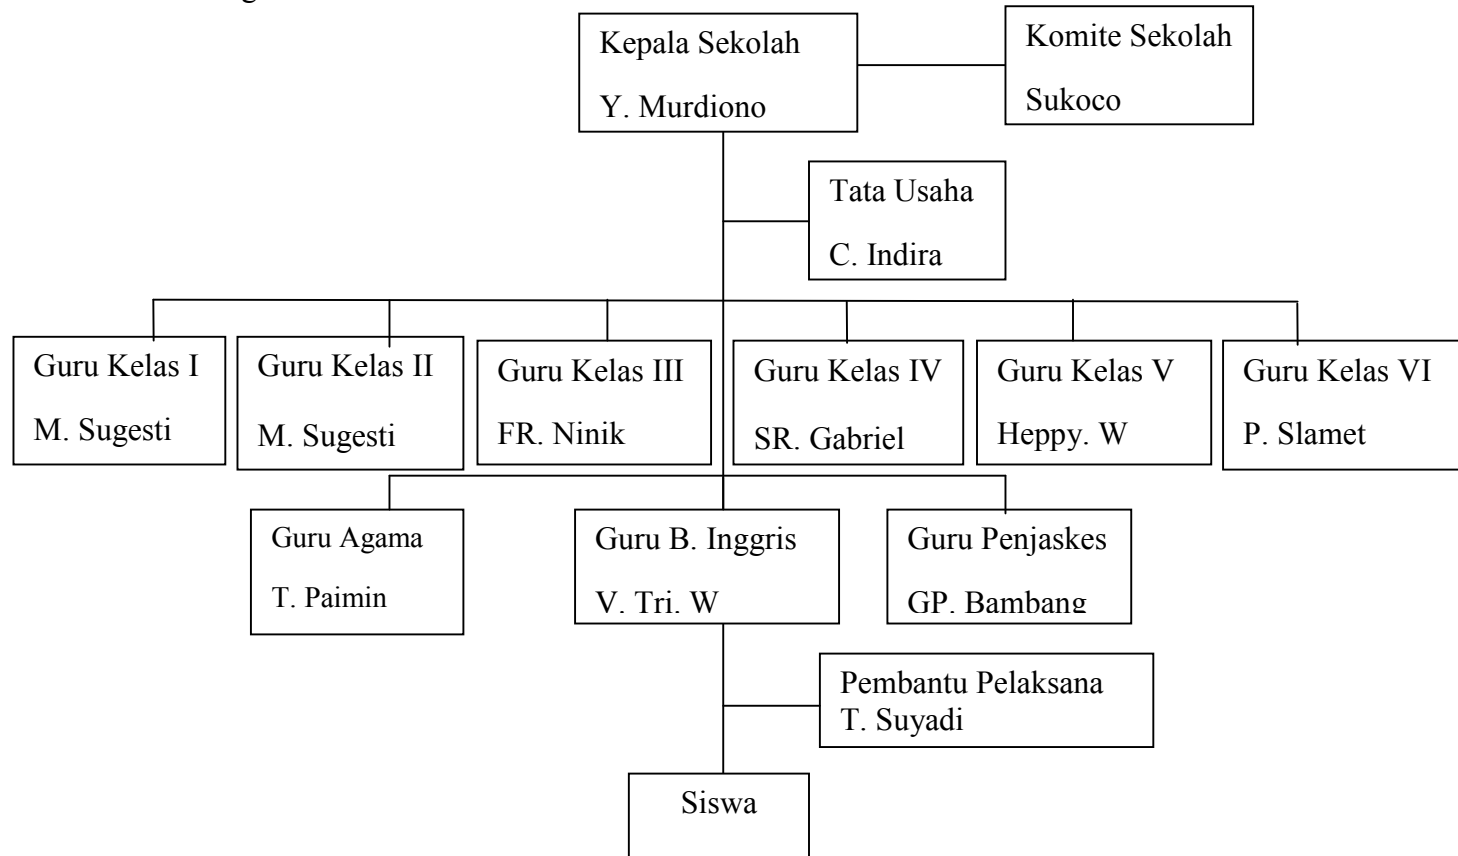 Kepala Sekolah
Y. Murdiono
Komite Sekolah
Sukoco
Tata Usaha
C. Indira
Guru Kelas I
M. Sugesti
Guru Kelas II
M. Sugesti
Guru Kelas III
FR. Ninik
Guru Kelas IV
SR. Gabriel
Guru Kelas V
Heppy. W
Guru Kelas VI
P. Slamet
Guru Agama
T. Paimin
Guru B. Inggris
V. Tri. W
Guru Penjaskes
GP. Bambang
Pembantu Pelaksana
T. Suyadi
Siswa